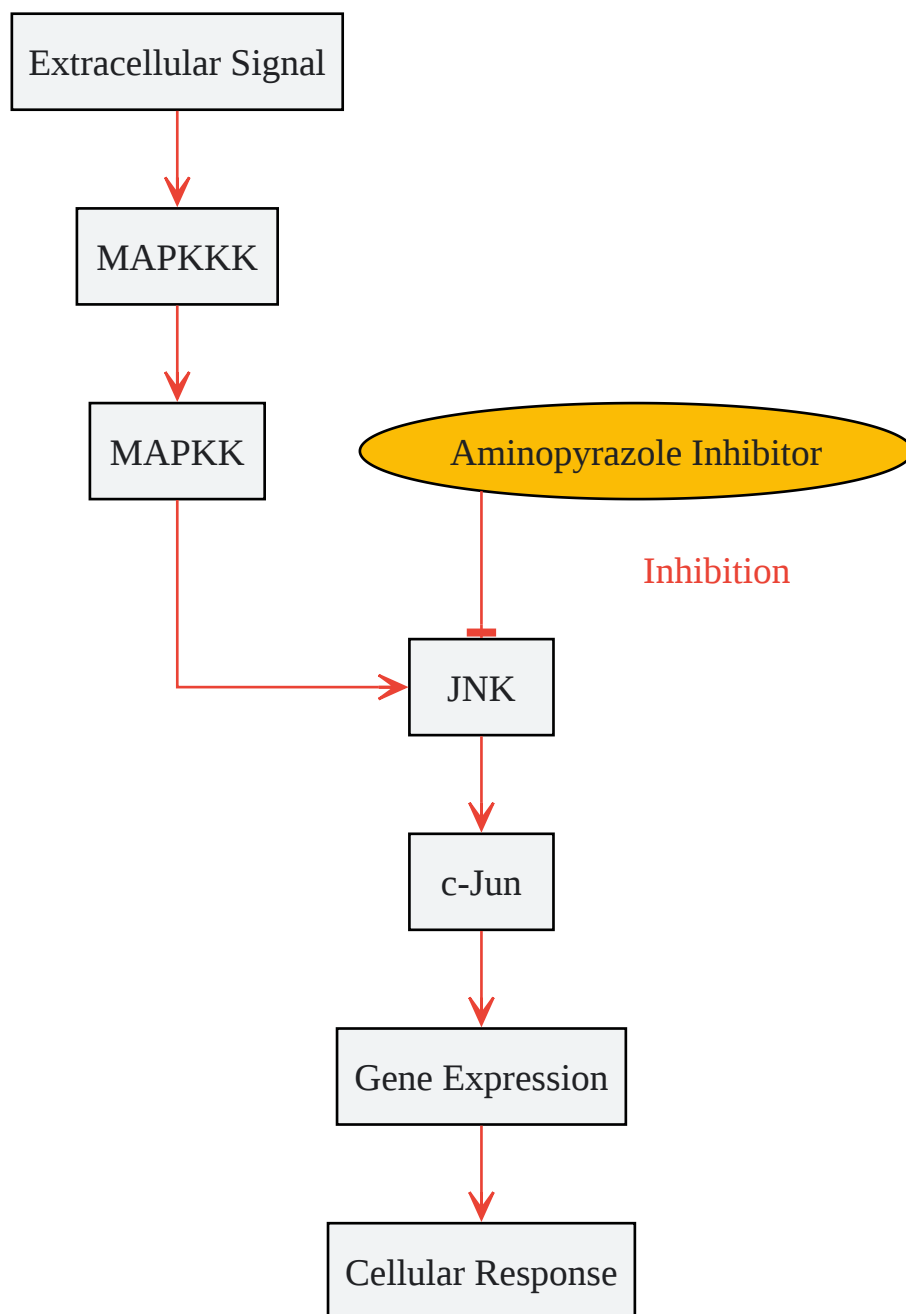 Extracellular Signal
MAPKKK
MAPKK
Aminopyrazole Inhibitor
Inhibition
JNK
c-Jun
Gene Expression
Cellular Response